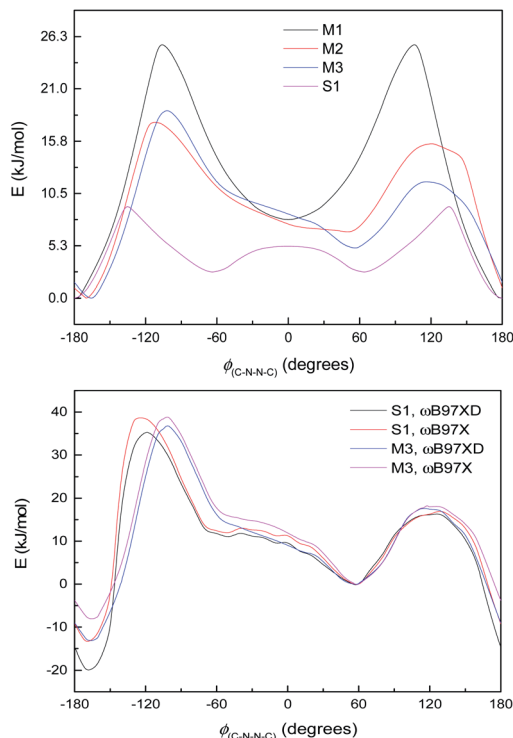 26.3
21.0
15.8
10.5
5.3
0.0
E (kJ/mol)
M1
M2
M3
S1
-180 -120 -60 0 60 120 180
ϕ(C-N-N-C) (degrees)
40
30
20
10
0
-10
-20
E (kJ/mol)
S1, ωB97XD
S1, ωB97X
M3, ωB97XD
M3, ωB97X
-180 -120 -60 0 60 120 180
ϕ(C-N-N-C) (degrees)